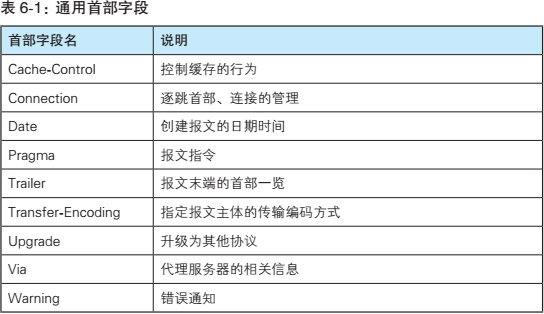 表 6-1：通用首部字段
首部字段名 说明
Cache-Control 控制缓存的行为
Connection 逐跳首部、连接的管理
Date 创建报文的日期时间
Pragma 报文指令
Trailer 报文末端的首部一览
Transfer-Encoding 指定报文主体的传输编码方式
Upgrade 升级为其他协议
Via 代理服务器的相关信息
Warning 错误通知